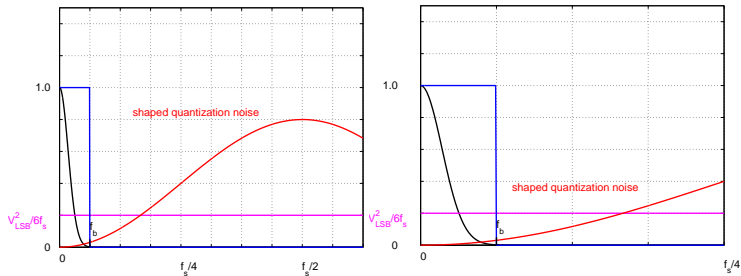 1.0
shaped quantization noise
V²LSB/6fs
fb
0
0
fs/4
fs/2
1.0
shaped quantization noise
V²LSB/6fs
fb
0
0
fs/4